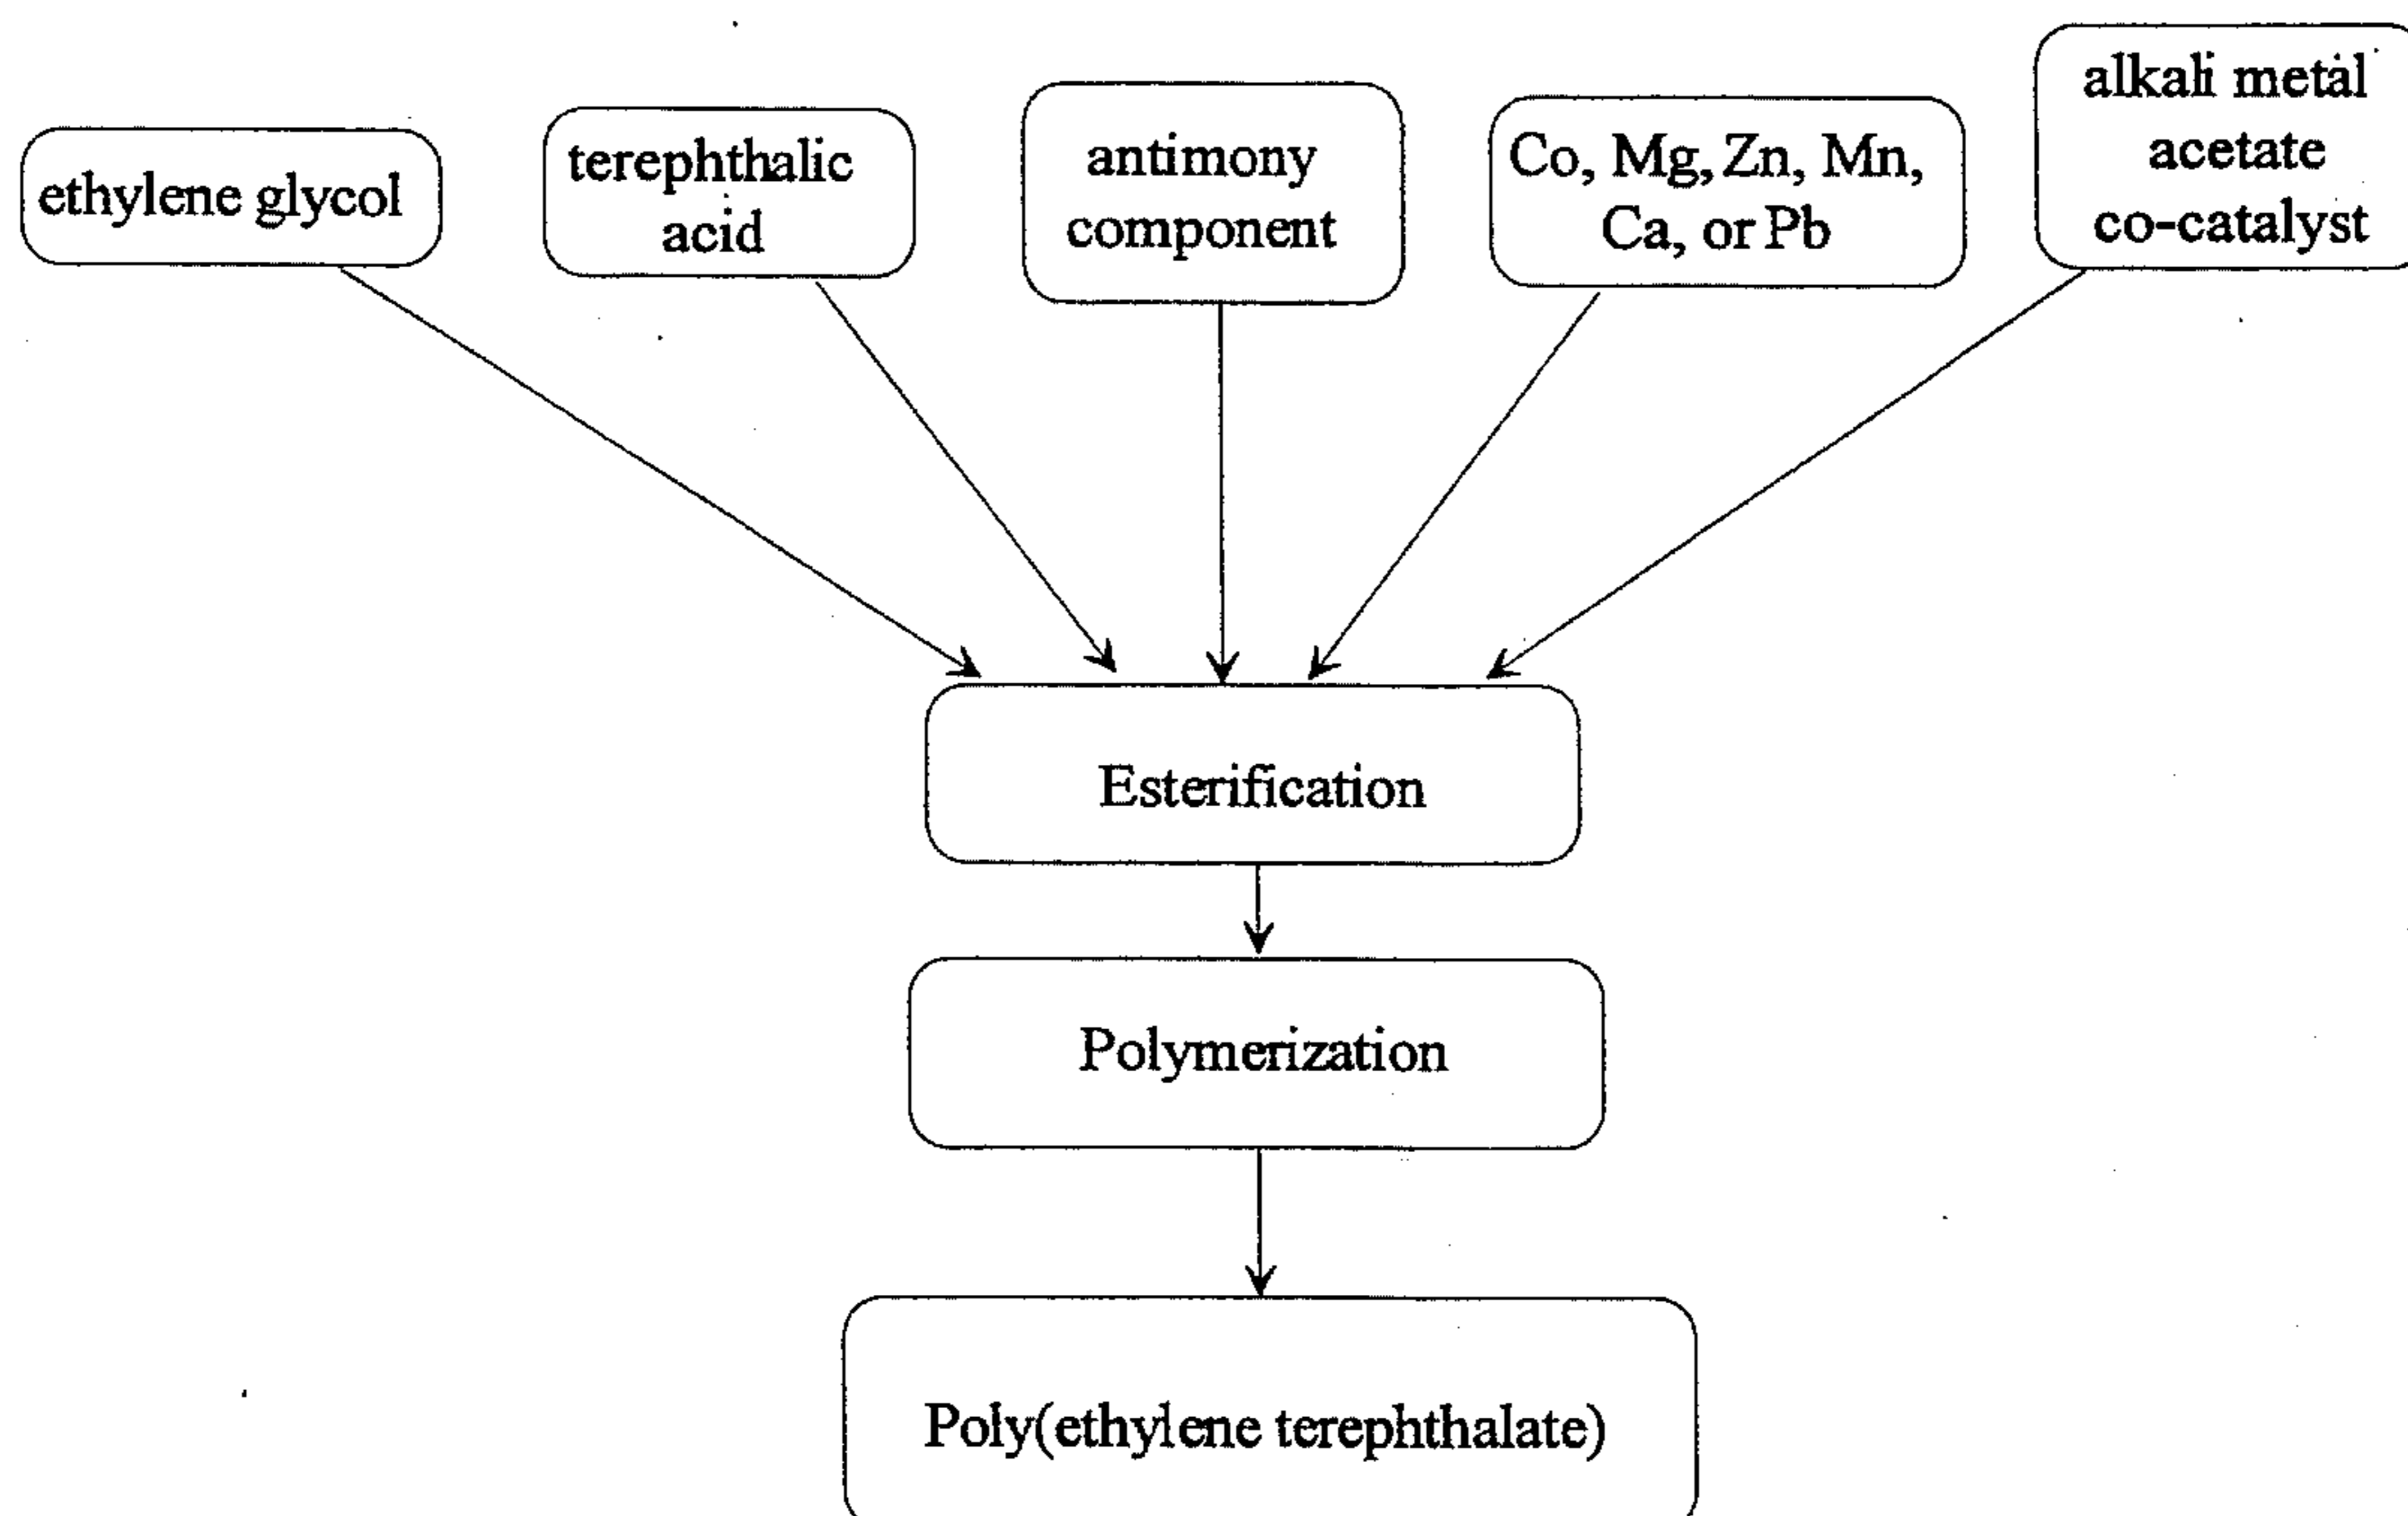 ethylene glycol
terephthalic
acid
antimony
component
Co, Mg, Zn, Mn,
Ca, or Pb
alkali metal
acetate
co-catalyst
Esterification
Polymerization
Poly(ethylene terephthalate)